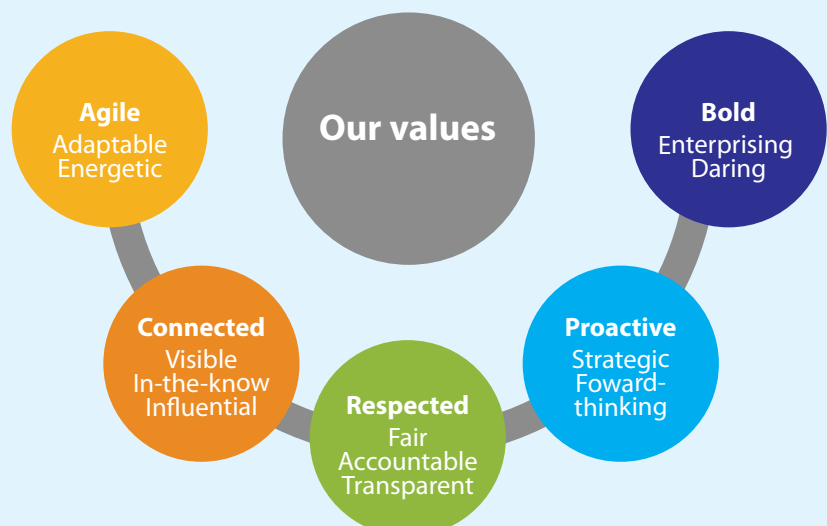 Our values
Agile
Adaptable
Energetic
Connected
Visible
In-the-know
Influential
Respected
Fair
Accountable
Transparent
Proactive
Strategic
Foward-
thinking
Bold
Enterprising
Daring